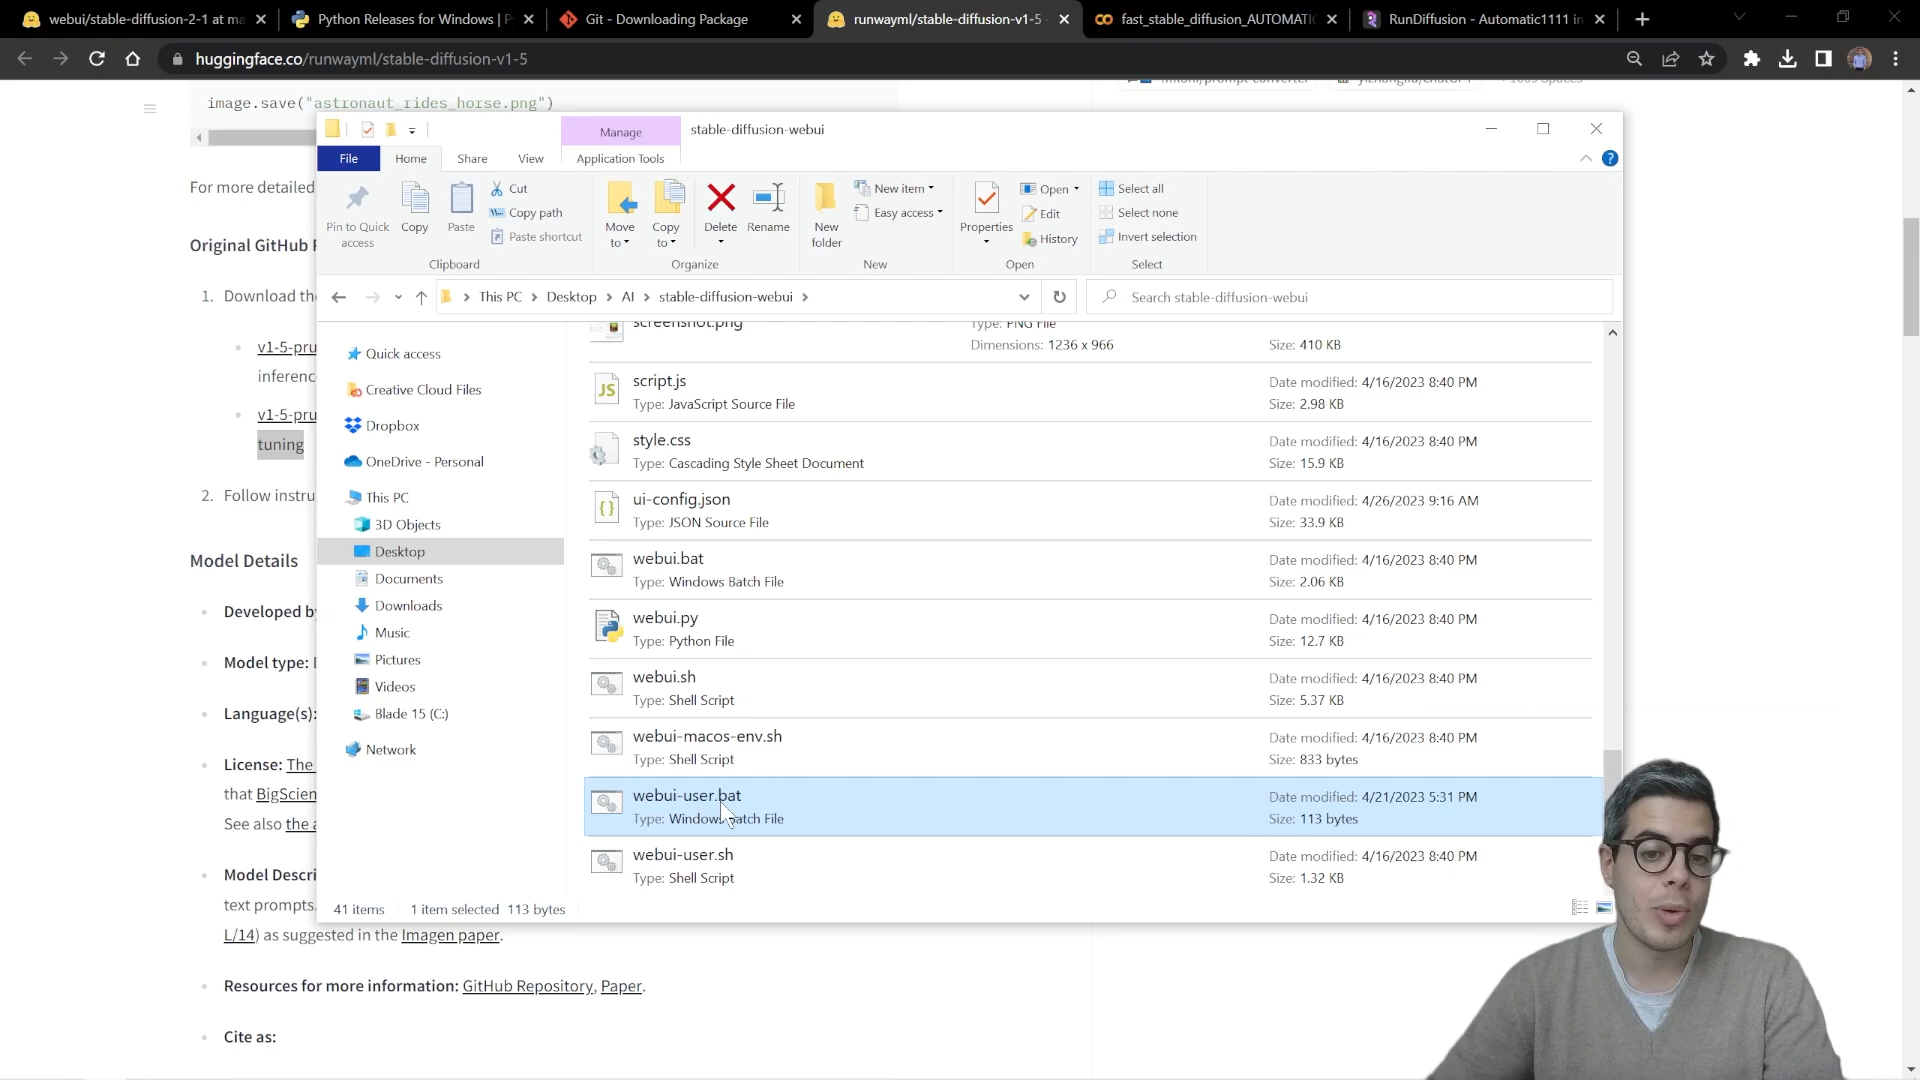 webui/stable-diffusion-2-1 at ma
Python Releases for Windows | P
Git - Downloading Package
runwayml/stable-diffusion-v1-5
fast_stable_diffusion_AUTOMATIC
RunDiffusion - Automatic1111 in
huggingface.co/runwayml/stable-diffusion-v1-5
image.save("astronaut_rides_horse.png")
Manage
stable-diffusion-webui
File
Home
Share
View
Application Tools
For more detailed
Pin to Quick access
Copy
Paste
Cut
Copy path
Paste shortcut
Move to
Copy to
Delete
Rename
New folder
New item
Easy access
Properties
Open
Edit
History
Select all
Select none
Invert selection
Clipboard
Organize
New
Open
Select
Original GitHub R
This PC
Desktop
AI
stable-diffusion-webui
Search stable-diffusion-webui
1. Download the
v1-5-pru
inferenc
v1-5-pru
tuning
2. Follow instru
Model Details
Developed by
Model type: D
Language(s):
License: The
that BigScien
See also the a
Model Descri
text prompts.
L/14) as suggested in the Imagen paper.
Resources for more information: GitHub Repository, Paper.
Cite as:
Quick access
Creative Cloud Files
Dropbox
OneDrive - Personal
This PC
3D Objects
Desktop
Documents
Downloads
Music
Pictures
Videos
Blade 15 (C:)
Network
screenshot.png
Type: PNG File
Dimensions: 1236 x 966
Size: 410 KB
script.js
Type: JavaScript Source File
Date modified: 4/16/2023 8:40 PM
Size: 2.98 KB
style.css
Type: Cascading Style Sheet Document
Date modified: 4/16/2023 8:40 PM
Size: 15.9 KB
ui-config.json
Type: JSON Source File
Date modified: 4/26/2023 9:16 AM
Size: 33.9 KB
webui.bat
Type: Windows Batch File
Date modified: 4/16/2023 8:40 PM
Size: 2.06 KB
webui.py
Type: Python File
Date modified: 4/16/2023 8:40 PM
Size: 12.7 KB
webui.sh
Type: Shell Script
Date modified: 4/16/2023 8:40 PM
Size: 5.37 KB
webui-macos-env.sh
Type: Shell Script
Date modified: 4/16/2023 8:40 PM
Size: 833 bytes
webui-user.bat
Type: Windows Batch File
Date modified: 4/21/2023 5:31 PM
Size: 113 bytes
webui-user.sh
Type: Shell Script
Date modified: 4/16/2023 8:40 PM
Size: 1.32 KB
41 items
1 item selected 113 bytes